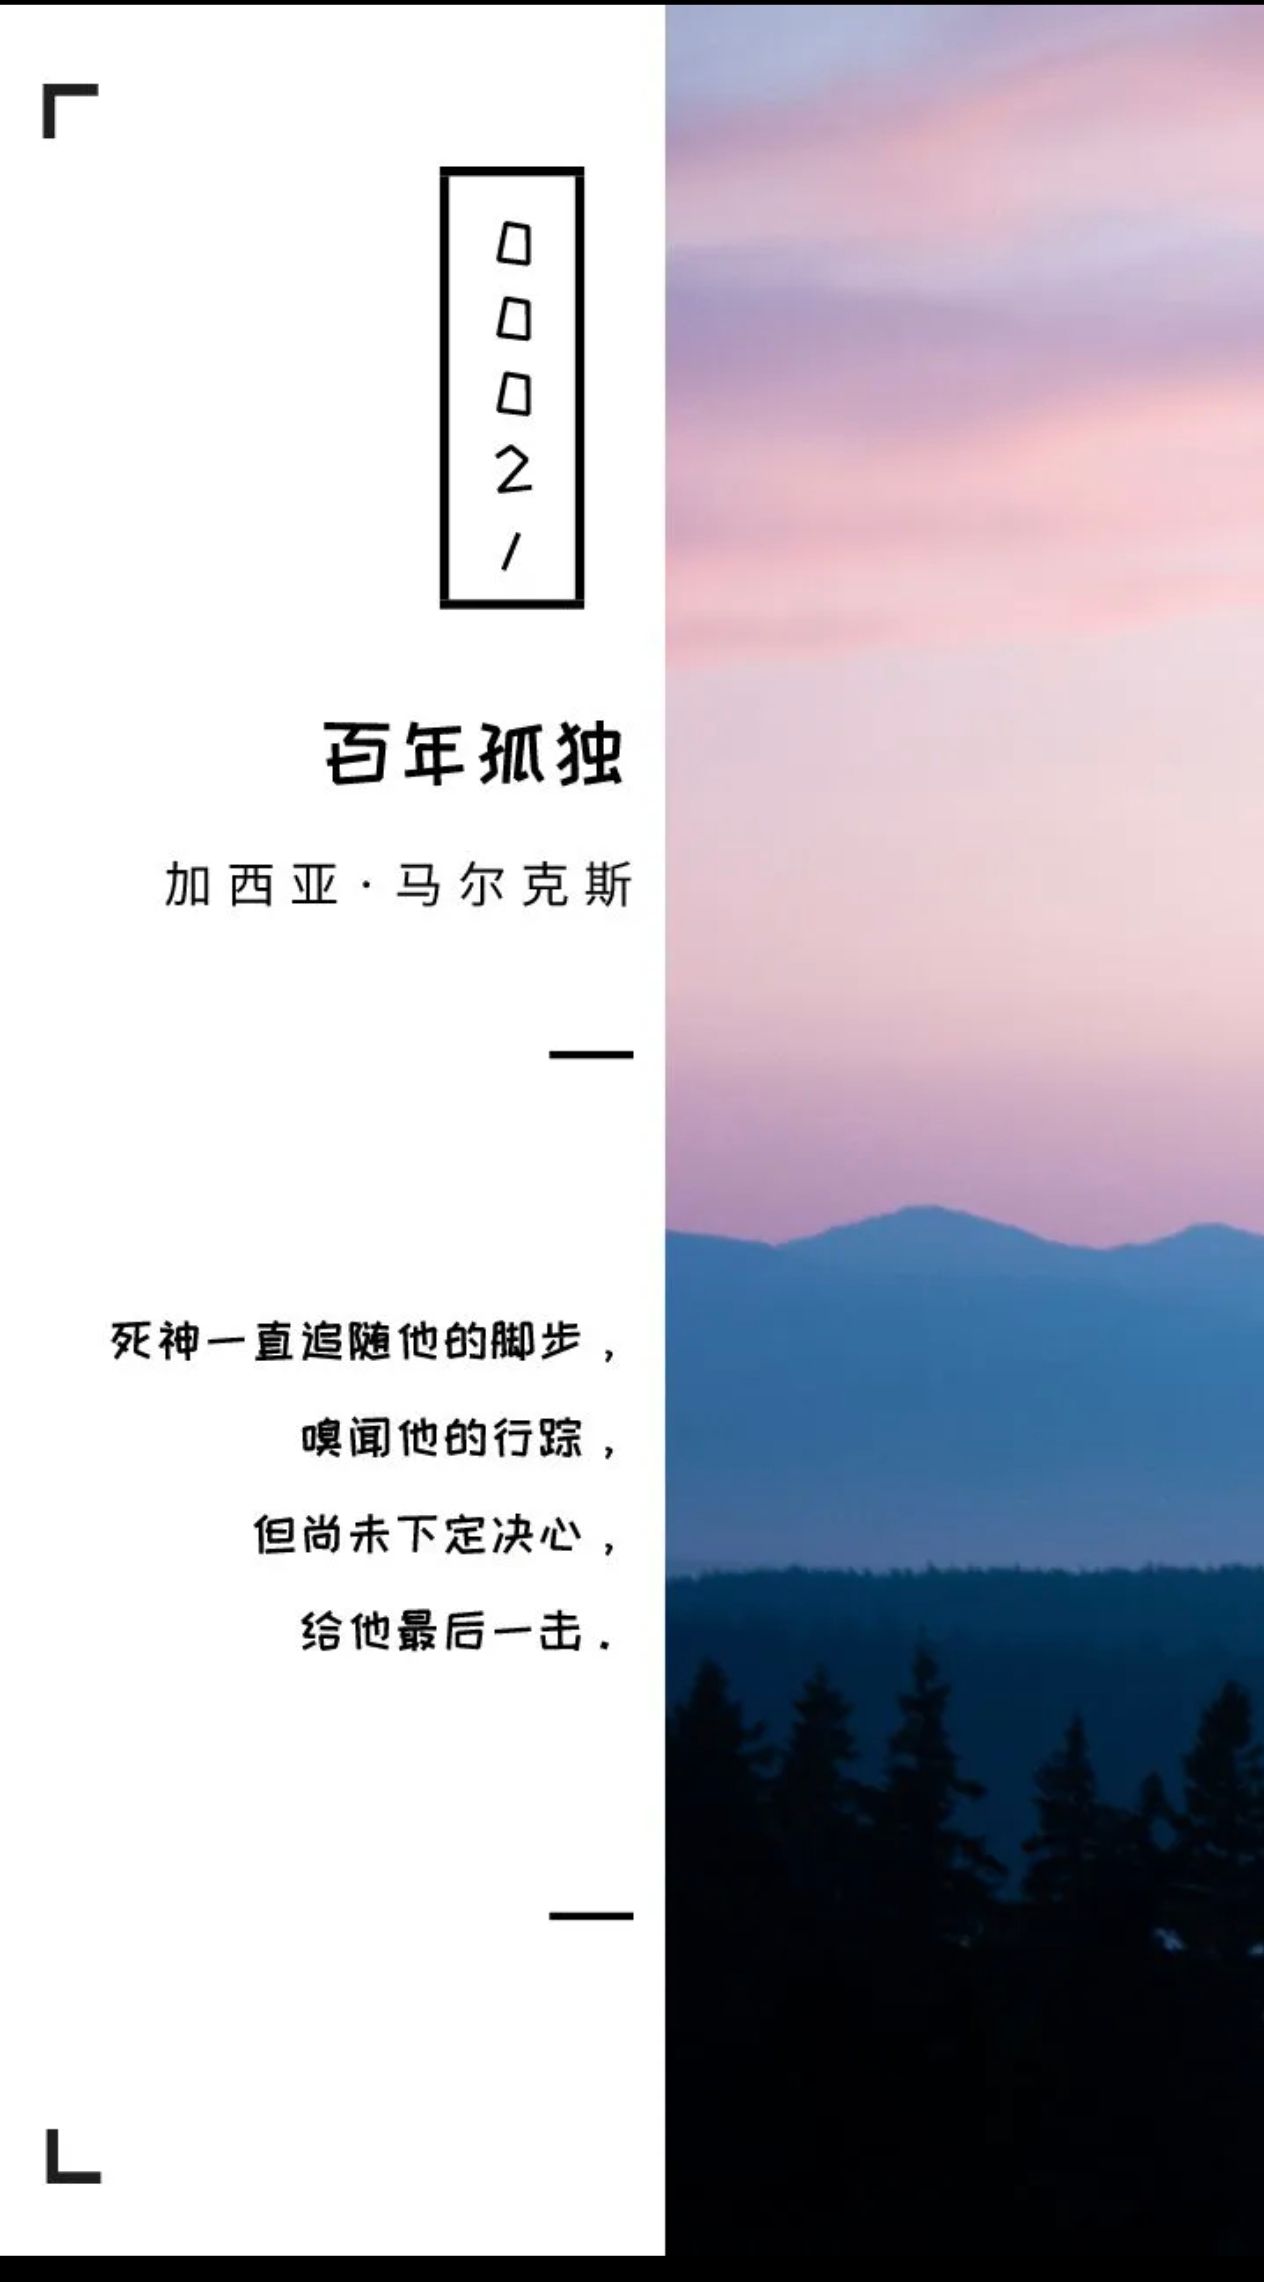 00021
百年孤独
加西亚·马尔克斯
死神一直追随他的脚步,
嗅闻他的行踪,
但尚未下定决心,
给他最后一击.